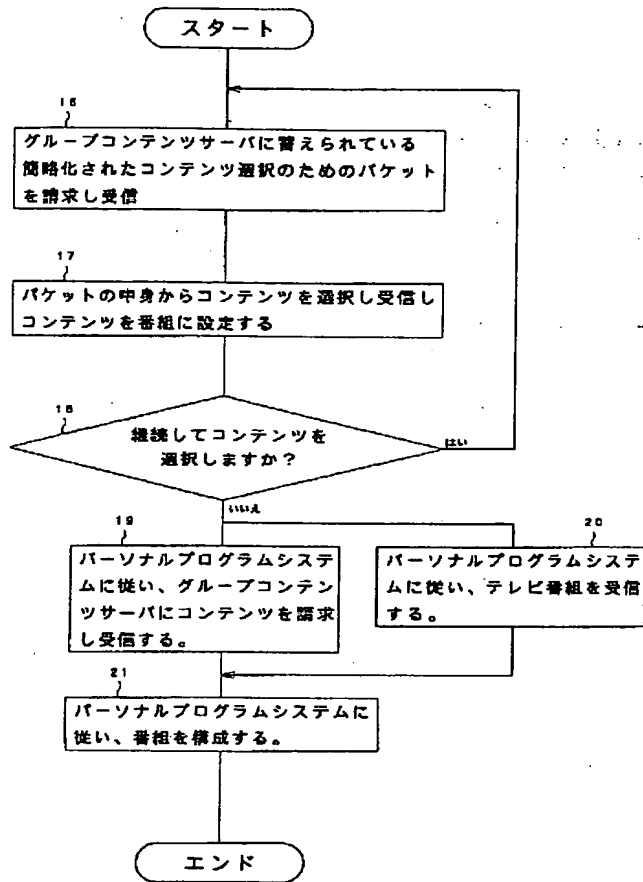 スタート
16
グループコンテンツサーバに蓄えられている
簡略化されたコンテンツ選択のためのパケット
を請求し受信
17
パケットの中身からコンテンツを選択し受信し
コンテンツを番組に設定する
18
継続してコンテンツを
選択しますか？
はい
いいえ
19
パーソナルプログラムシステ
ムに従い、グループコンテン
ツサーバにコンテンツを請求
し受信する。
20
パーソナルプログラムシステ
ムに従い、テレビ番組を受信
する。
21
パーソナルプログラムシステムに
従い、番組を構成する。
エンド